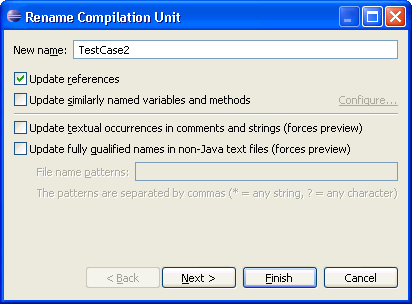 Rename Compilation Unit
New name: TestCase2
Update references
Update similarly named variables and methods Configure...
Update textual occurrences in comments and strings (forces preview)
Update fully qualified names in non-Java text files (forces preview)
File name patterns:
The patterns are separated by commas (* = any string, ? = any character)
< Back Next > Finish Cancel